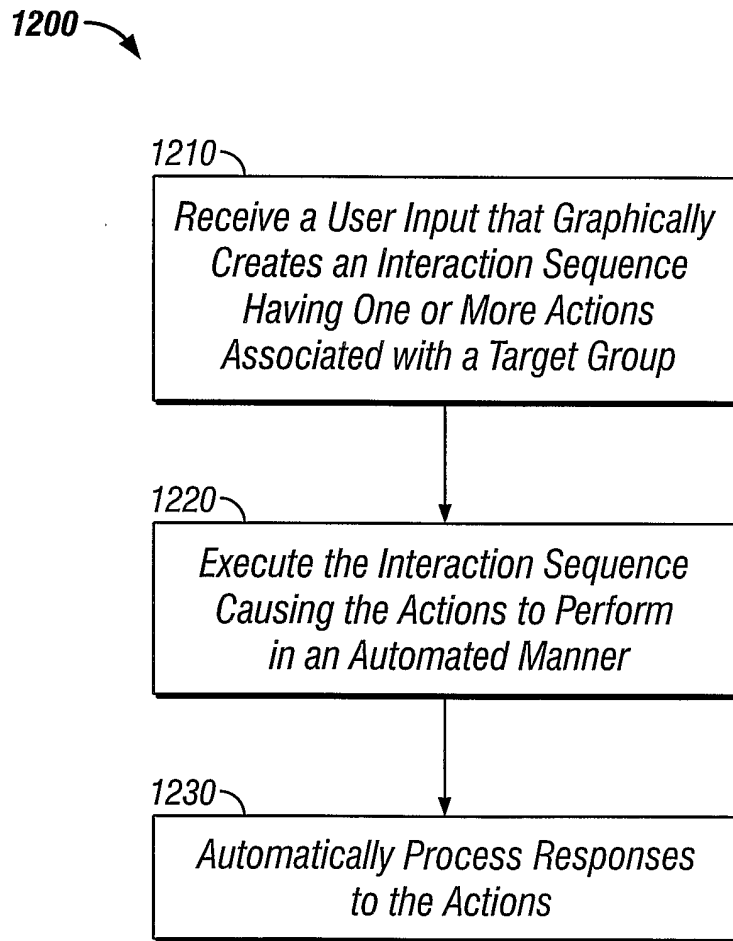 1200
1210
Receive a User Input that Graphically
Creates an Interaction Sequence
Having One or More Actions
Associated with a Target Group
1220
Execute the Interaction Sequence
Causing the Actions to Perform
in an Automated Manner
1230
Automatically Process Responses
to the Actions